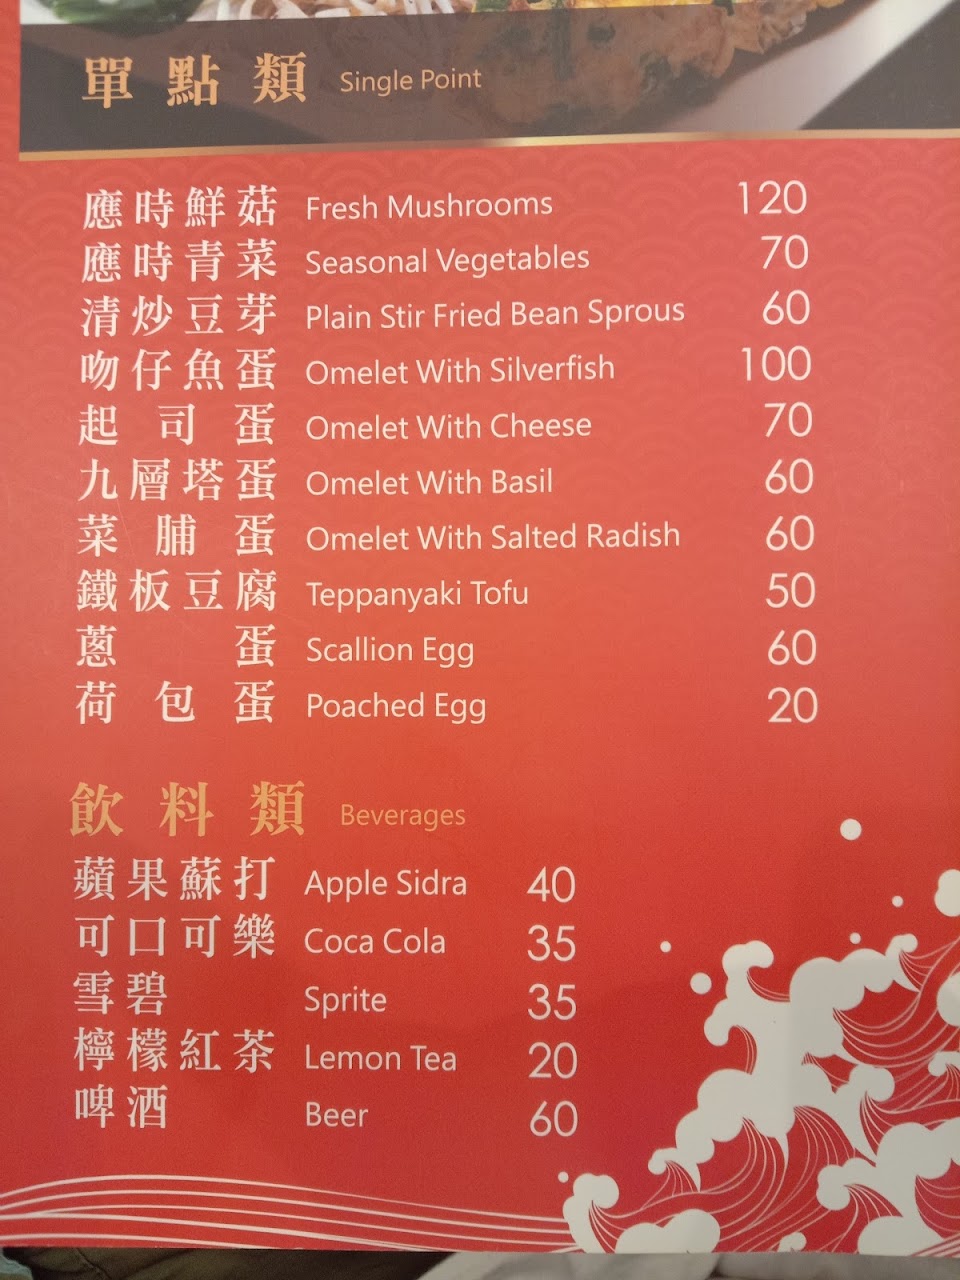 單點類 Single Point
應時鮮菇 Fresh Mushrooms 120
應時青菜 Seasonal Vegetables 70
清炒豆芽 Plain Stir Fried Bean Sprous 60
吻仔魚蛋 Omelet With Silverfish 100
起司蛋 Omelet With Cheese 70
九層塔蛋 Omelet With Basil 60
菜脯蛋 Omelet With Salted Radish 60
鐵板豆腐 Teppanyaki Tofu 50
蔥蛋 Scallion Egg 60
荷包蛋 Poached Egg 20
飲料類 Beverages
蘋果蘇打 Apple Sidra 40
可口可樂 Coca Cola 35
雪碧 Sprite 35
檸檬紅茶 Lemon Tea 20
啤酒 Beer 60